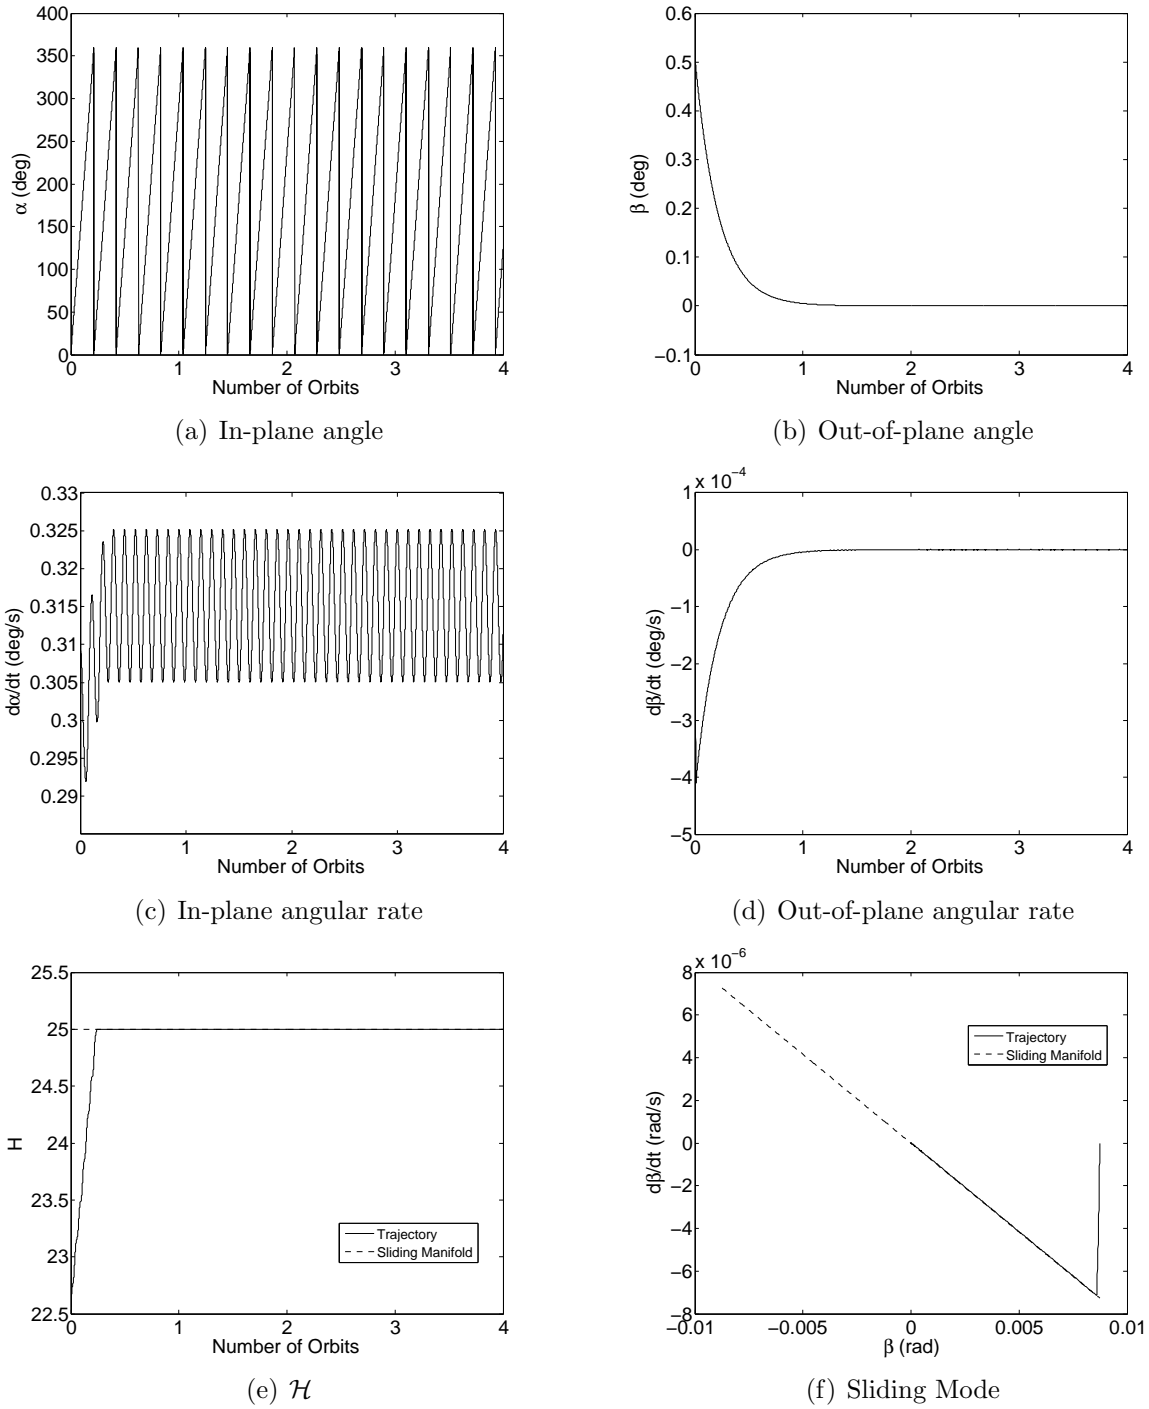 400
350
300
250
200
150
100
50
0
α (deg)
0 1 2 3 4
Number of Orbits
(a) In-plane angle
0.6
0.5
0.4
0.3
0.2
0.1
0
−0.1
β (deg)
0 1 2 3 4
Number of Orbits
(b) Out-of-plane angle
0.33
0.325
0.32
0.315
0.31
0.305
0.3
0.295
0.29
dα/dt (deg/s)
0 1 2 3 4
Number of Orbits
(c) In-plane angular rate
x 10⁻⁴
1
0
−1
−2
−3
−4
−5
dβ/dt (deg/s)
0 1 2 3 4
Number of Orbits
(d) Out-of-plane angular rate
25.5
25
24.5
24
23.5
23
22.5
H
Trajectory
Sliding Manifold
0 1 2 3 4
Number of Orbits
(e) ℋ
x 10⁻⁶
8
6
4
2
0
−2
−4
−6
−8
dβ/dt (rad/s)
Trajectory
Sliding Manifold
−0.01 −0.005 0 0.005 0.01
β (rad)
(f) Sliding Mode